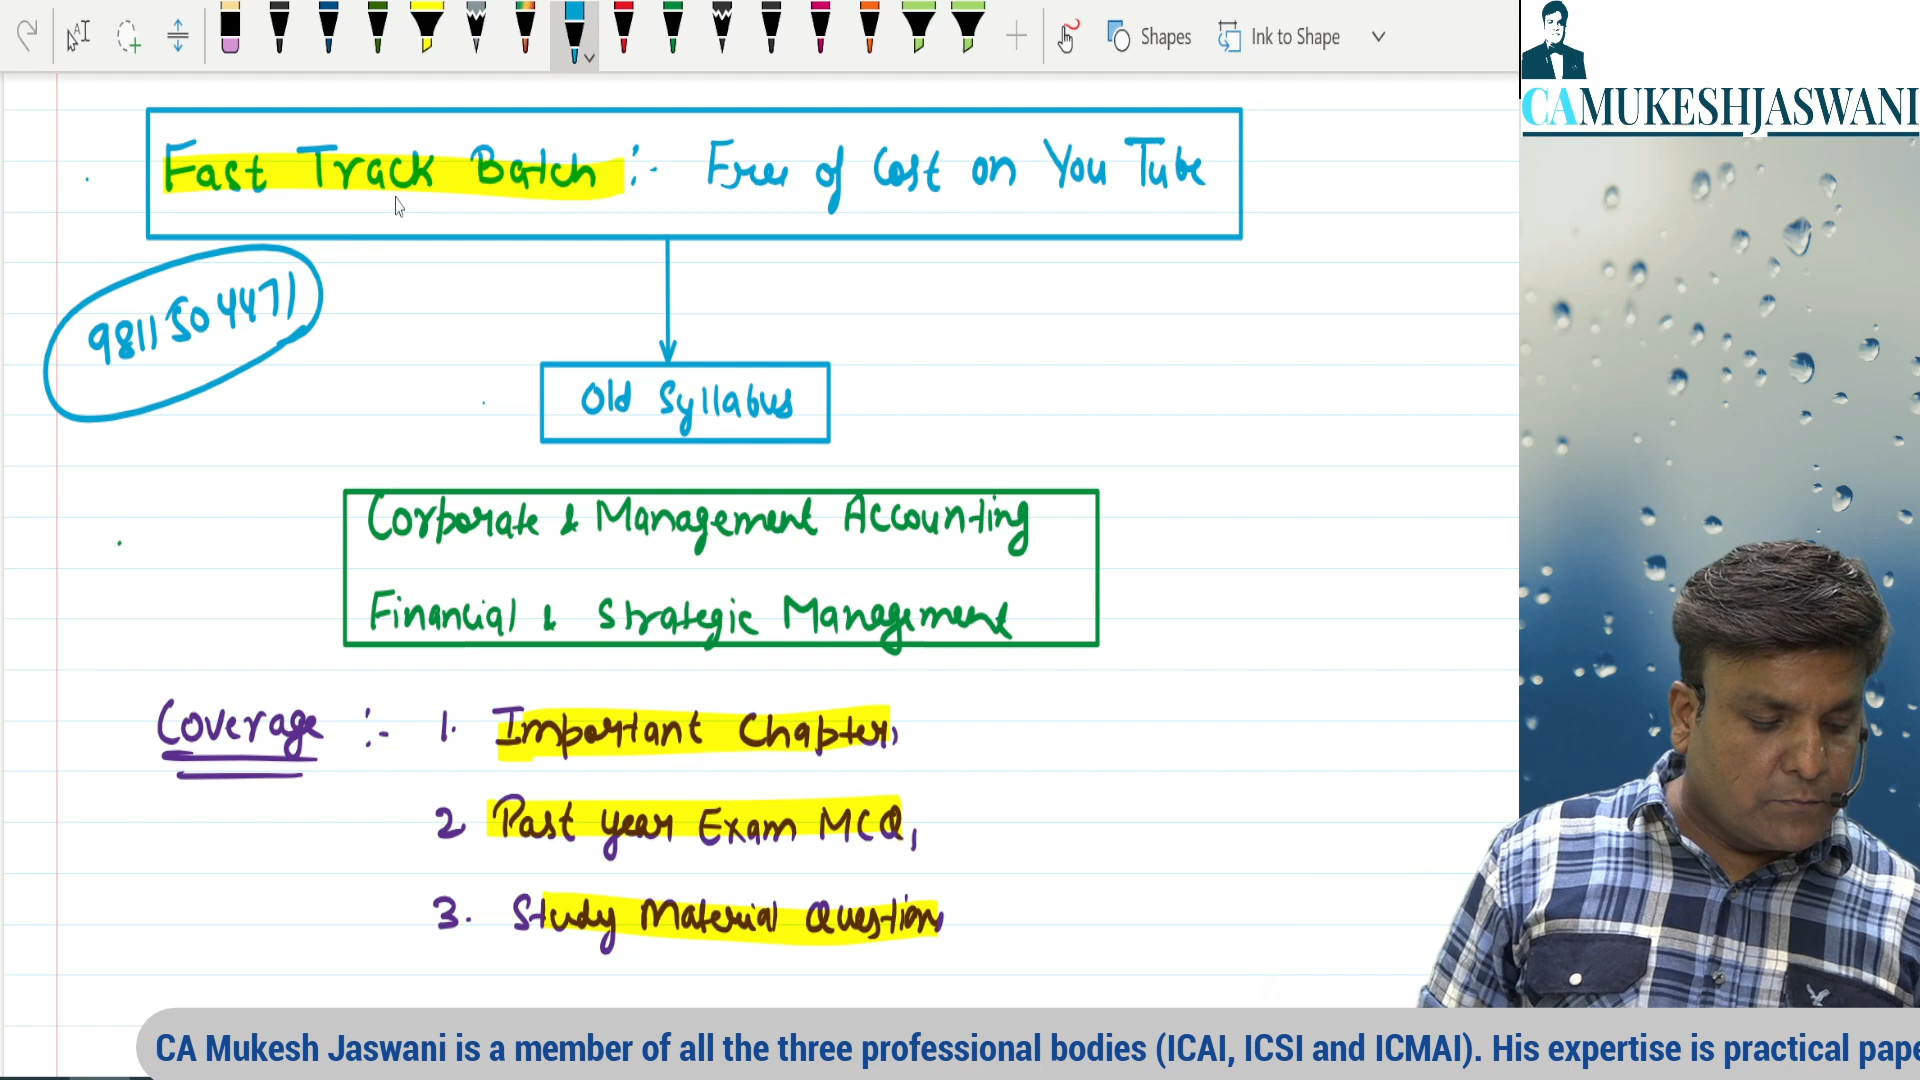 Shapes
Ink to Shape
CAMUKESHJASWANI
Fast Track Batch :- Free of Cost on You Tube
9811504471
Old Syllabus
Corporate & Management Accounting
Financial & Strategic Management
Coverage :- 1. Important Chapter,
2 Past year Exam MCQ,
3. Study Material Question,
CA Mukesh Jaswani is a member of all the three professional bodies (ICAI, ICSI and ICMAI). His expertise is practical pape